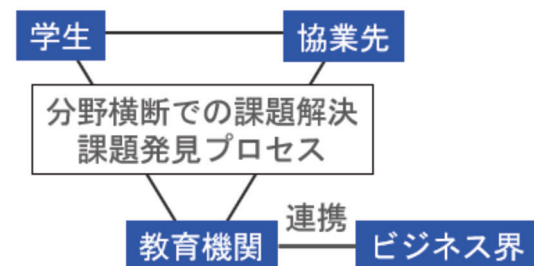 学生
協業先
分野横断での課題解決
課題発見プロセス
連携
教育機関
ビジネス界